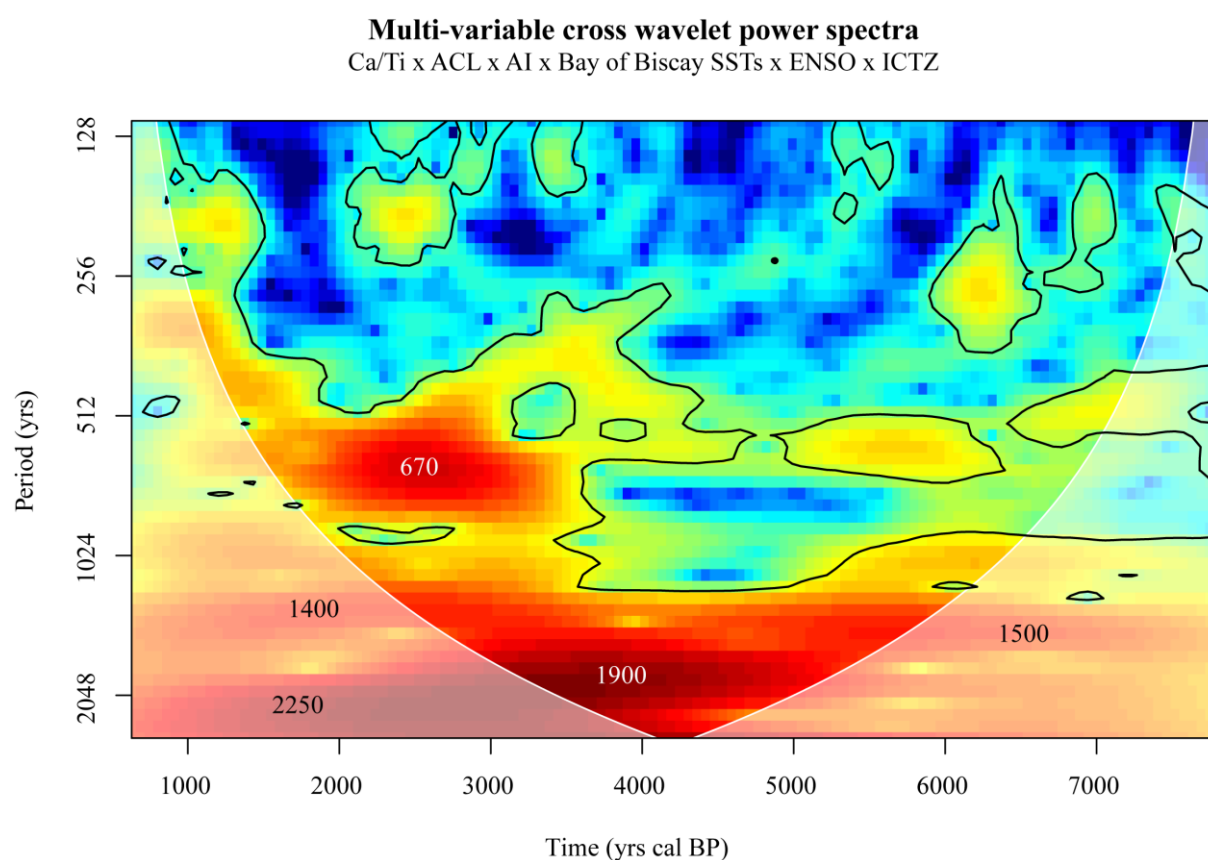 Multi-variable cross wavelet power spectra
Ca/Ti x ACL x AI x Bay of Biscay SSTs x ENSO x ICTZ
Period (yrs)
128
256
512
1024
2048
670
1400
1500
1900
2250
1000 2000 3000 4000 5000 6000 7000
Time (yrs cal BP)